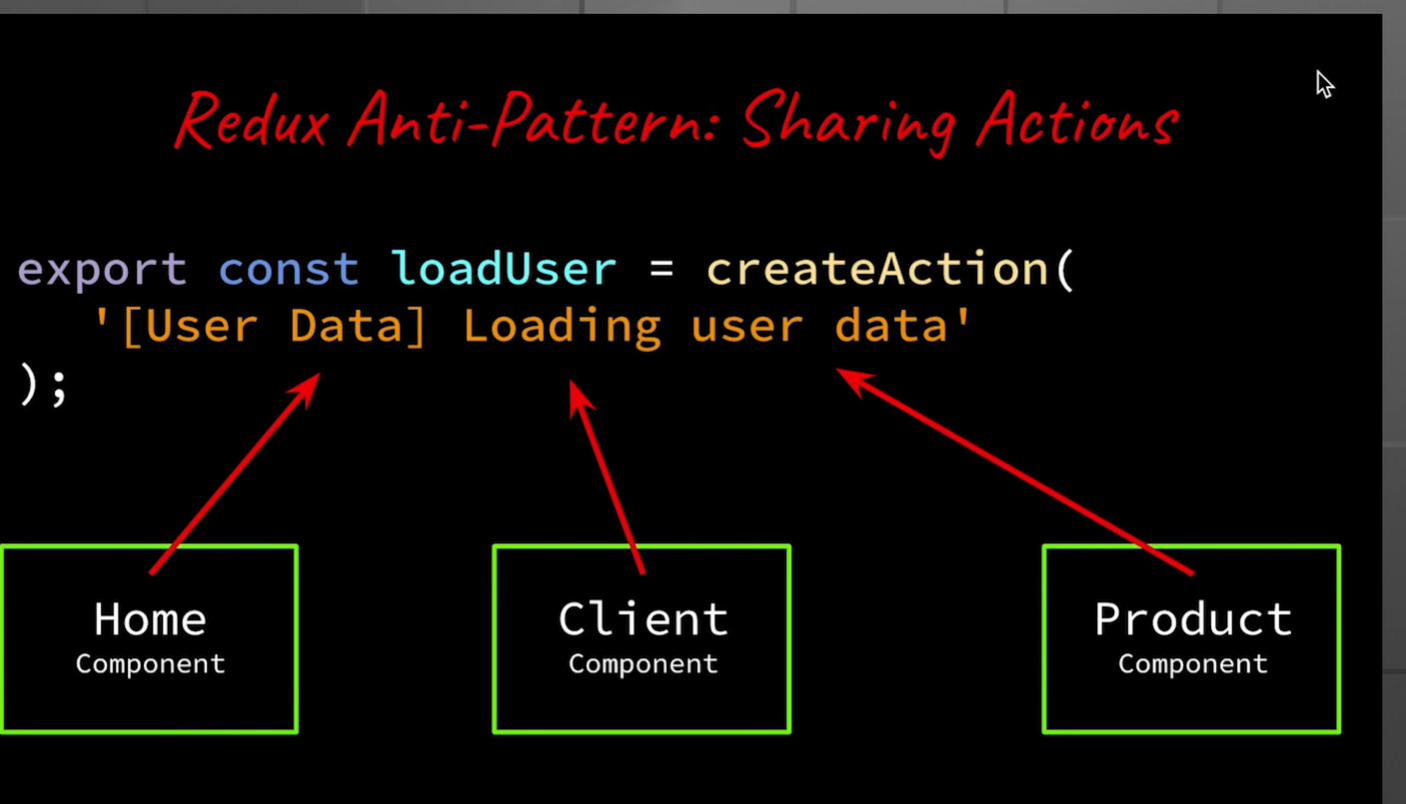 Redux Anti-Pattern: Sharing Actions
export const loadUser = createAction(
'[User Data] Loading user data'
);
Home
Component
Client
Component
Product
Component